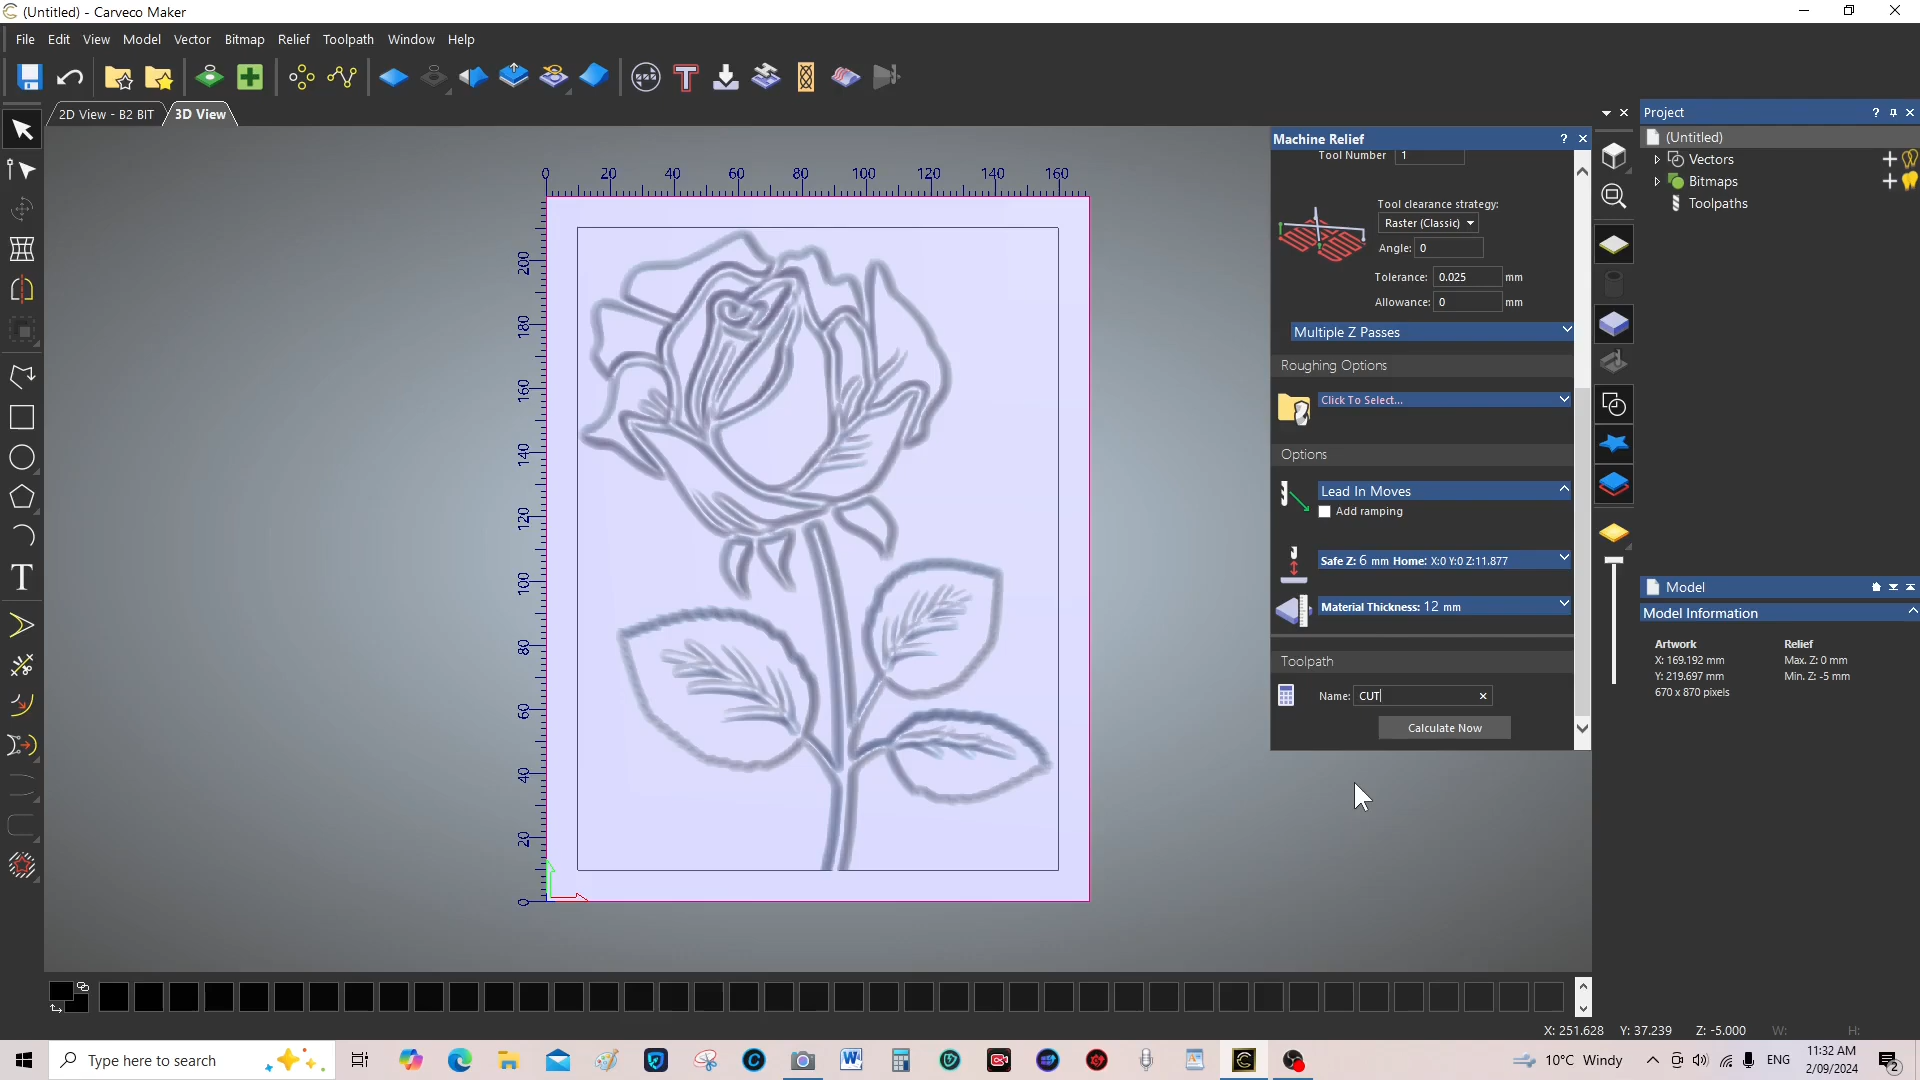 (Untitled) - Carveco Maker
File Edit View Model Vector Bitmap Relief Toolpath Window Help
2D View - B2 BIT
3D View
0 20 40 60 80 100 120 140 160
200
180
160
140
120
100
80
60
40
20
0
Machine Relief
Tool Number 1
Tool clearance strategy:
Raster (Classic)
Angle: 0
Tolerance: 0.025 mm
Allowance: 0 mm
Multiple Z Passes
Roughing Options
Click To Select...
Options
Lead In Moves
Add ramping
Safe Z: 6 mm Home: X:0 Y:0 Z:11.877
Material Thickness: 12 mm
Toolpath
Name: CUT
Calculate Now
Project
(Untitled)
Vectors
Bitmaps
Toolpaths
Model
Model Information
Artwork Relief
X: 169.192 mm Max. Z: 0 mm
Y: 219.697 mm Min. Z: -5 mm
670 x 870 pixels
X: 251.628 Y: 37.239 Z: -5.000 W: H:
Type here to search
10°C Windy
ENG
11:32 AM
2/09/2024
2